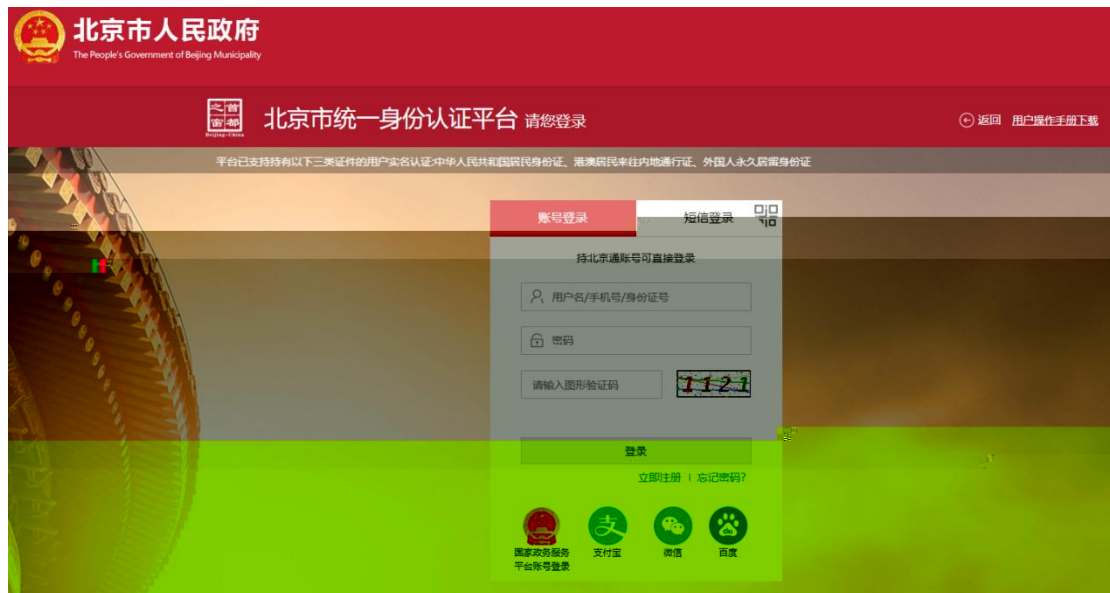 北京市人民政府
The People's Government of Beijing Municipality
首都之窗
Beijing-China
北京市统一身份认证平台 请您登录
返回 用户操作手册下载
平台已支持持有以下三类证件的用户实名认证:中华人民共和国居民身份证、港澳居民来往内地通行证、外国人永久居留身份证
账号登录 短信登录
持北京通账号可直接登录
用户名/手机号/身份证号
密码
请输入图形验证码 1121
登录
立即注册 | 忘记密码?
国家政务服务平台账号登录
支付宝
微信
百度